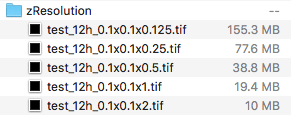 zResolution --
test_12h_0.1x0.1x0.125.tif 155.3 MB
test_12h_0.1x0.1x0.25.tif 77.6 MB
test_12h_0.1x0.1x0.5.tif 38.8 MB
test_12h_0.1x0.1x1.tif 19.4 MB
test_12h_0.1x0.1x2.tif 10 MB